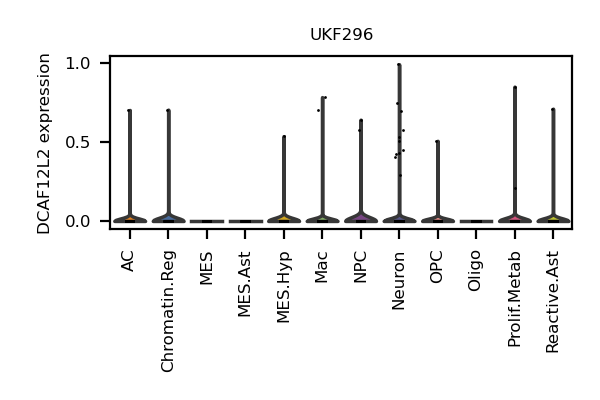 UKF296
DCAF12L2 expression
1.0
0.5
0.0
AC
Chromatin.Reg
MES
MES.Ast
MES.Hyp
Mac
NPC
Neuron
OPC
Oligo
Prolif.Metab
Reactive.Ast